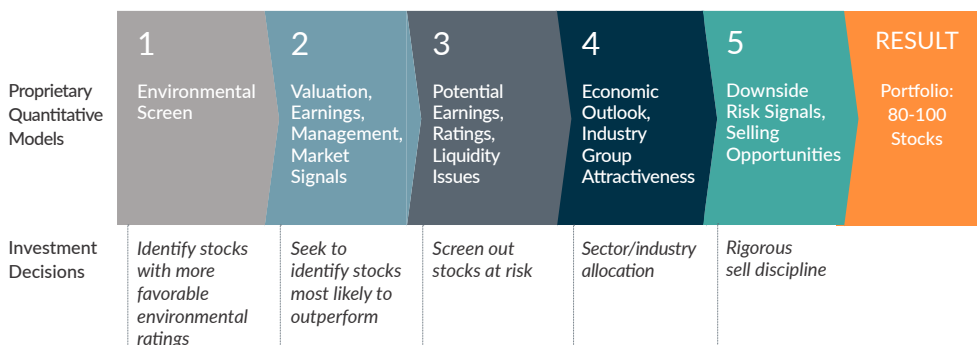 Proprietary
Quantitative
Models
1
Environmental
Screen
2
Valuation,
Earnings,
Management,
Market
Signals
3
Potential
Earnings,
Ratings,
Liquidity
Issues
4
Economic
Outlook,
Industry
Group
Attractiveness
5
Downside
Risk Signals,
Selling
Opportunities
RESULT
Portfolio:
80-100
Stocks
Investment
Decisions
Identify stocks
with more
favorable
environmental
ratings
Seek to
identify stocks
most likely to
outperform
Screen out
stocks at risk
Sector/industry
allocation
Rigorous
sell discipline